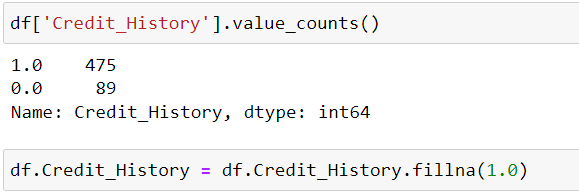 df['Credit_History'].value_counts()
1.0    475
0.0     89
Name: Credit_History, dtype: int64
df.Credit_History = df.Credit_History.fillna(1.0)